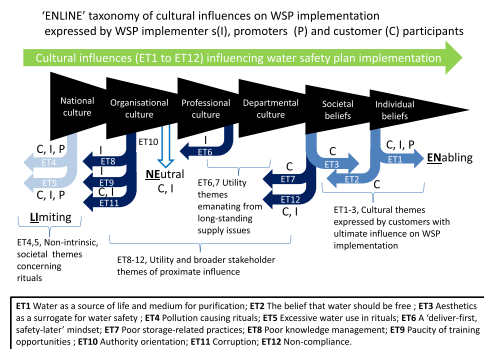 ‘ENLINE’ taxonomy of cultural influences on WSP implementation
expressed by WSP implementer s(I), promoters (P) and customer (C) participants
Cultural influences (ET1 to ET12) influencing water safety plan implementation
National culture
Organisational culture
Professional culture
Departmental culture
Societal beliefs
Individual beliefs
C, I, P
ET4
ET5
C, I, P
LImiting
I
ET8
C, I
ET9
C, I
ET11
ET10
NEutral
C, I
I
ET6
C
ET7
ET12
C, I
C
ET3
ET2
C
C, I, P
ET1
ENabling
ET6,7 Utility
themes
emanating from
long-standing
supply issues
ET1-3, Cultural themes
expressed by customers with
ultimate influence on WSP
implementation
ET4,5, Non-intrinsic,
societal themes
concerning
rituals
ET8-12, Utility and broader stakeholder
themes of proximate influence
ET1 Water as a source of life and medium for purification; ET2 The belief that water should be free ; ET3 Aesthetics
as a surrogate for water safety ; ET4 Pollution causing rituals; ET5 Excessive water use in rituals; ET6 A ‘deliver-first,
safety-later’ mindset; ET7 Poor storage-related practices; ET8 Poor knowledge management; ET9 Paucity of training
opportunities ; ET10 Authority orientation; ET11 Corruption; ET12 Non-compliance.